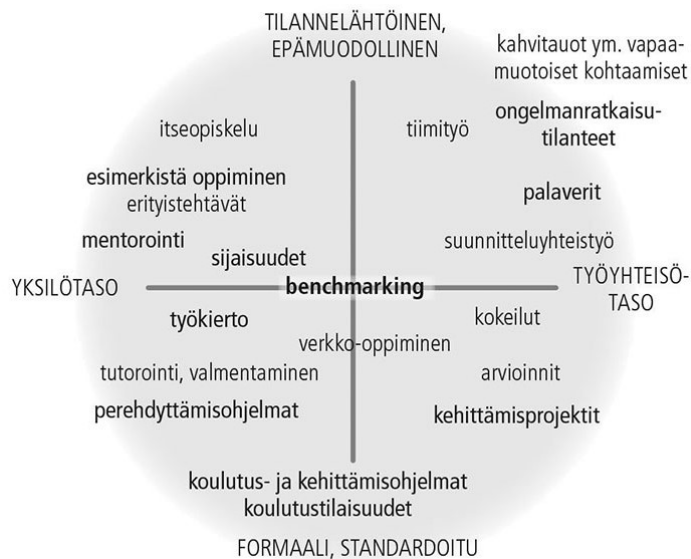 TILANNELÄHTÖINEN,
EPÄMUODOLLINEN
kahvitauot ym. vapaa-
muotoiset kohtaamiset
itseopiskelu
tiimityö
ongelmanratkaisu-
tilanteet
esimerkistä oppiminen
erityistehtävät
palaverit
mentorointi
sijaisuudet
suunnitteluyhteistyö
YKSILÖTASO
benchmarking
TYÖYHTEISÖ-
TASO
työkierto
kokeilut
verkko-oppiminen
tutorointi, valmentaminen
arvioinnit
perehdyttämisohjelmat
kehittämisprojektit
koulutus- ja kehittämisohjelmat
koulutustilaisuudet
FORMAALI, STANDARDOITU